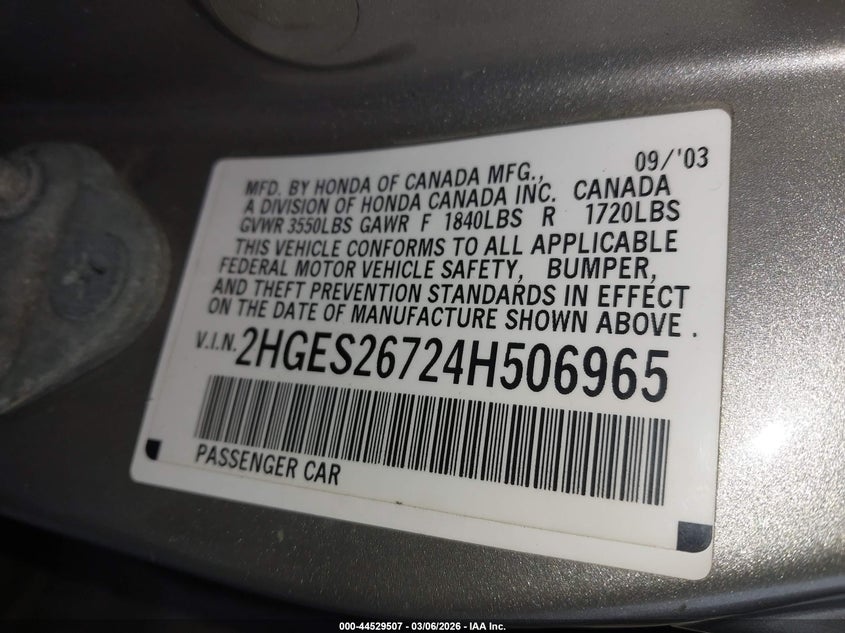 09/'03
MFD. BY HONDA OF CANADA MFG.,
A DIVISION OF HONDA CANADA INC. CANADA
GVWR 3550LBS GAWR F 1840LBS R 1720LBS
THIS VEHICLE CONFORMS TO ALL APPLICABLE
FEDERAL MOTOR VEHICLE SAFETY, BUMPER,
AND THEFT PREVENTION STANDARDS IN EFFECT
ON THE DATE OF MANUFACTURE SHOWN ABOVE.
V.I.N. 2HGES26724H506965
PASSENGER CAR
000-44529507 - 03/06/2026 - IAA Inc.